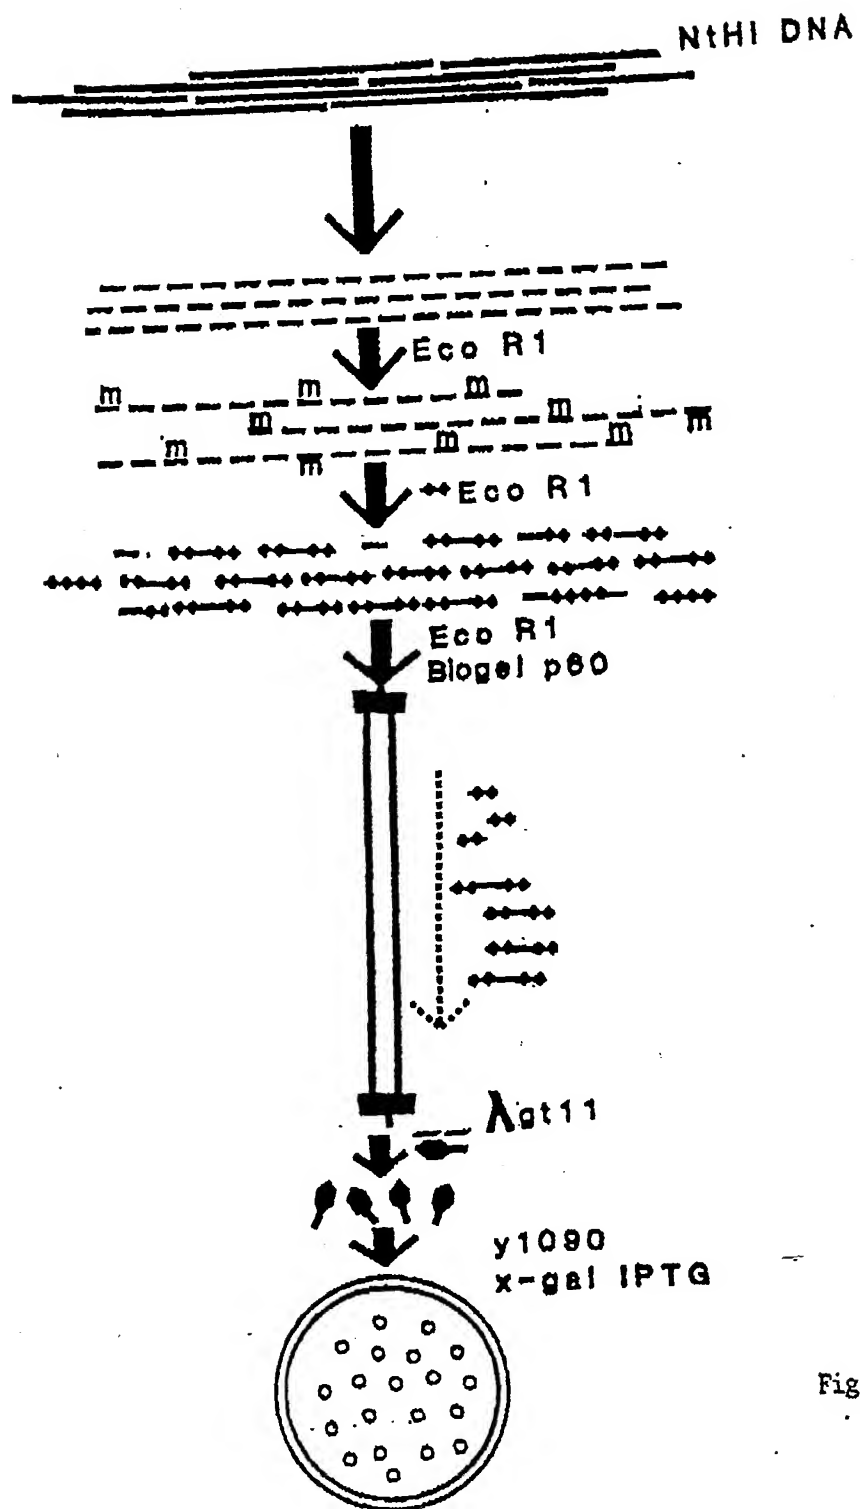 NtHI DNA
Eco R1
m m m
m m m
m m m
m
Eco R1
Eco R1
Biogel p60
λgt11
y1090
x-gal IPTG
Fig